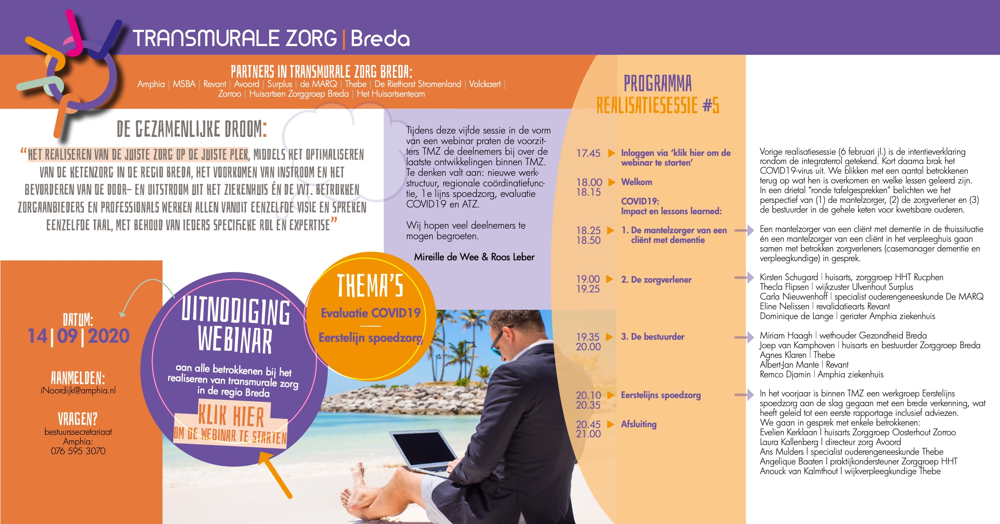 TRANSMURALE ZORG | Breda
PARTNERS IN TRANSMURALE ZORG BREDA:
Amphia | MSBA | Revant | Avoord | Surplus | de MARQ | Thebe | De Riethorst Stromenland | Volckaert |
Zorroo | Huisartsen Zorggroep Breda | Het Huisartsenteam
DE GEZAMENLIJKE DROOM:
“HET REALISEREN VAN DE JUISTE ZORG OP DE JUISTE PLEK, MIDDELS HET OPTIMALISEREN
VAN DE KETENZORG IN DE REGIO BREDA, HET VOORKOMEN VAN INSTROOM EN HET
BEVORDEREN VAN DE DOOR– EN UITSTROOM UIT HET ZIEKENHUIS ÉN DE VVT. BETROKKEN
ZORGAANBIEDERS EN PROFESSIONALS WERKEN ALLEN VANUIT EENZELFDE VISIE EN SPREKEN
EENZELFDE TAAL, MET BEHOUD VAN IEDERS SPECIFIEKE ROL EN EXPERTISE”
DATUM:
14|09|2020
AANMELDEN:
iNoordijk@amphia.nl
VRAGEN?
bestuurssecretariaat
Amphia:
076 595 3070
UITNODIGING
WEBINAR
aan alle betrokkenen bij het
realiseren van transmurale zorg
in de regio Breda
KLIK HIER
OM DE WEBINAR TE STARTEN
THEMA'S
Evaluatie COVID19
Eerstelijn spoedzorg
Tijdens deze vijfde sessie in de vorm
van een webinar praten de voorzit-
ters TMZ de deelnemers bij over de
laatste ontwikkelingen binnen TMZ.
Te denken valt aan: nieuwe werk-
structuur, regionale coördinatiefunc-
tie, 1e lijns spoedzorg, evaluatie
COVID19 en ATZ.
Wij hopen veel deelnemers te
mogen begroeten.
Mireille de Wee & Roos Leber
PROGRAMMA
REALISATIESESSIE #5
17.45 Inloggen via ‘klik hier om de
webinar te starten’
18.00 Welkom
18.15
COVID19:
Impact en lessons learned:
18.25 1. De mantelzorger van een
18.50 cliënt met dementie
19.00 2. De zorgverlener
19.25
19.35 3. De bestuurder
20.00
20.10 Eerstelijns spoedzorg
20.35
20.45 Afsluiting
21.00
Vorige realisatiesessie (6 februari jl.) is de intentieverklaring
rondom de integraterrol getekend. Kort daarna brak het
COVID19-virus uit. We blikken met een aantal betrokkenen
terug op wat hen is overkomen en welke lessen geleerd zijn.
In een drietal “ronde tafelgesprekken” belichten we het
perspectief van (1) de mantelzorger, (2) de zorgverlener en (3)
de bestuurder in de gehele keten voor kwetsbare ouderen.
Een mantelzorger van een cliënt met dementie in de thuissituatie
én een mantelzorger van een cliënt in het verpleeghuis gaan
samen met betrokken zorgverleners (casemanager dementie en
verpleegkundige) in gesprek.
Kirsten Schugard | huisarts, zorggroep HHT Rucphen
Thecla Flipsen | wijkzuster Ulvenhout Surplus
Carla Nieuwenhoff | specialist ouderengeneeskunde De MARQ
Eline Nelissen | revalidatiearts Revant
Dominique de Lange | geriater Amphia ziekenhuis
Miriam Haagh | wethouder Gezondheid Breda
Joep van Kamphoven | huisarts en bestuurder Zorggroep Breda
Agnes Klaren | Thebe
Albert-Jan Mante | Revant
Remco Djamin | Amphia ziekenhuis
In het voorjaar is binnen TMZ een werkgroep Eerstelijns
spoedzorg aan de slag gegaan met een brede verkenning, wat
heeft geleid tot een eerste rapportage inclusief adviezen.
We gaan in gesprek met enkele betrokkenen:
Evelien Kerklaan | huisarts Zorggroep Oosterhout Zorroo
Laura Kallenberg | directeur zorg Avoord
Ans Mulders | specialist ouderengeneeskunde Thebe
Angelique Baaten | praktijkondersteuner Zorggroep HHT
Anouck van Kalmthout | wijkverpleegkundige Thebe